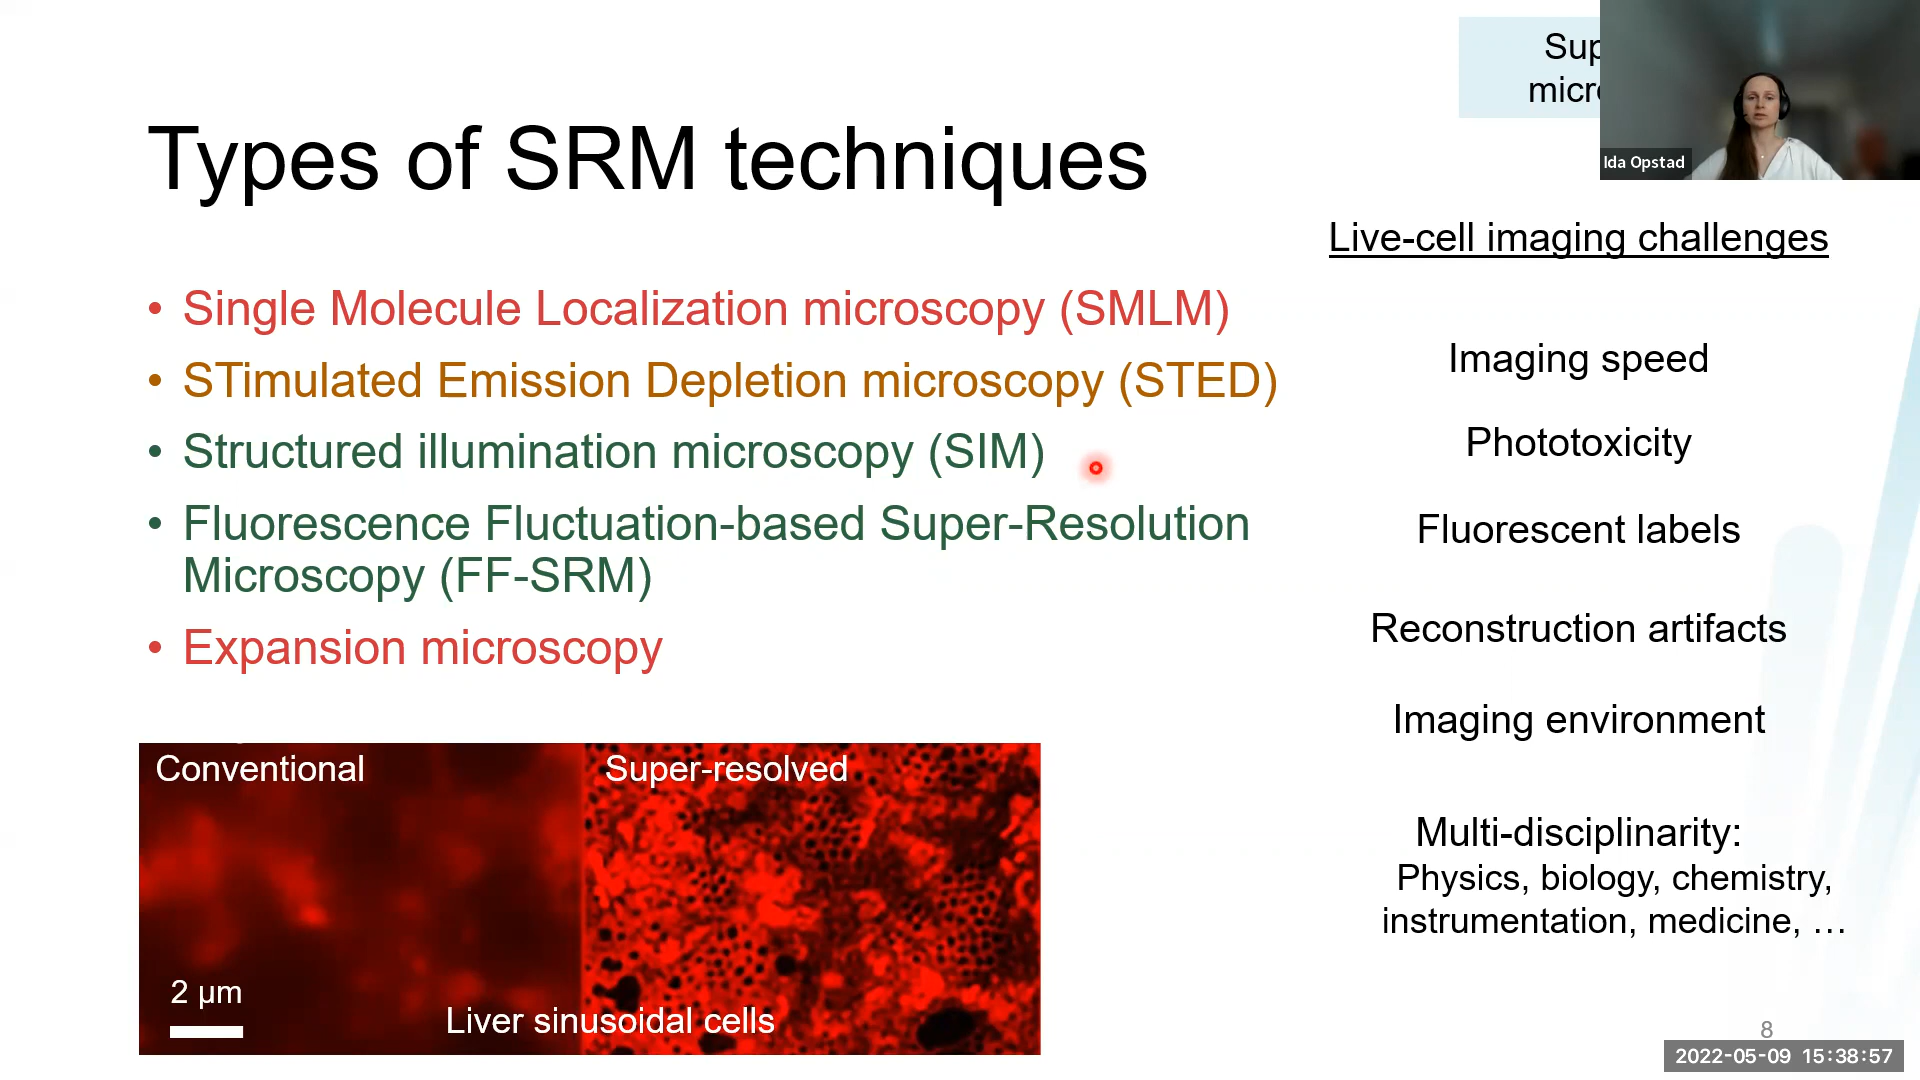 Types of SRM techniques
• Single Molecule Localization microscopy (SMLM)
• STimulated Emission Depletion microscopy (STED)
• Structured illumination microscopy (SIM)
• Fluorescence Fluctuation-based Super-Resolution
Microscopy (FF-SRM)
• Expansion microscopy
Conventional
Super-resolved
2 µm
Liver sinusoidal cells
Ida Opstad
Live-cell imaging challenges
Imaging speed
Phototoxicity
Fluorescent labels
Reconstruction artifacts
Imaging environment
Multi-disciplinarity:
Physics, biology, chemistry,
instrumentation, medicine, …
8
2022-05-09 15:38:57